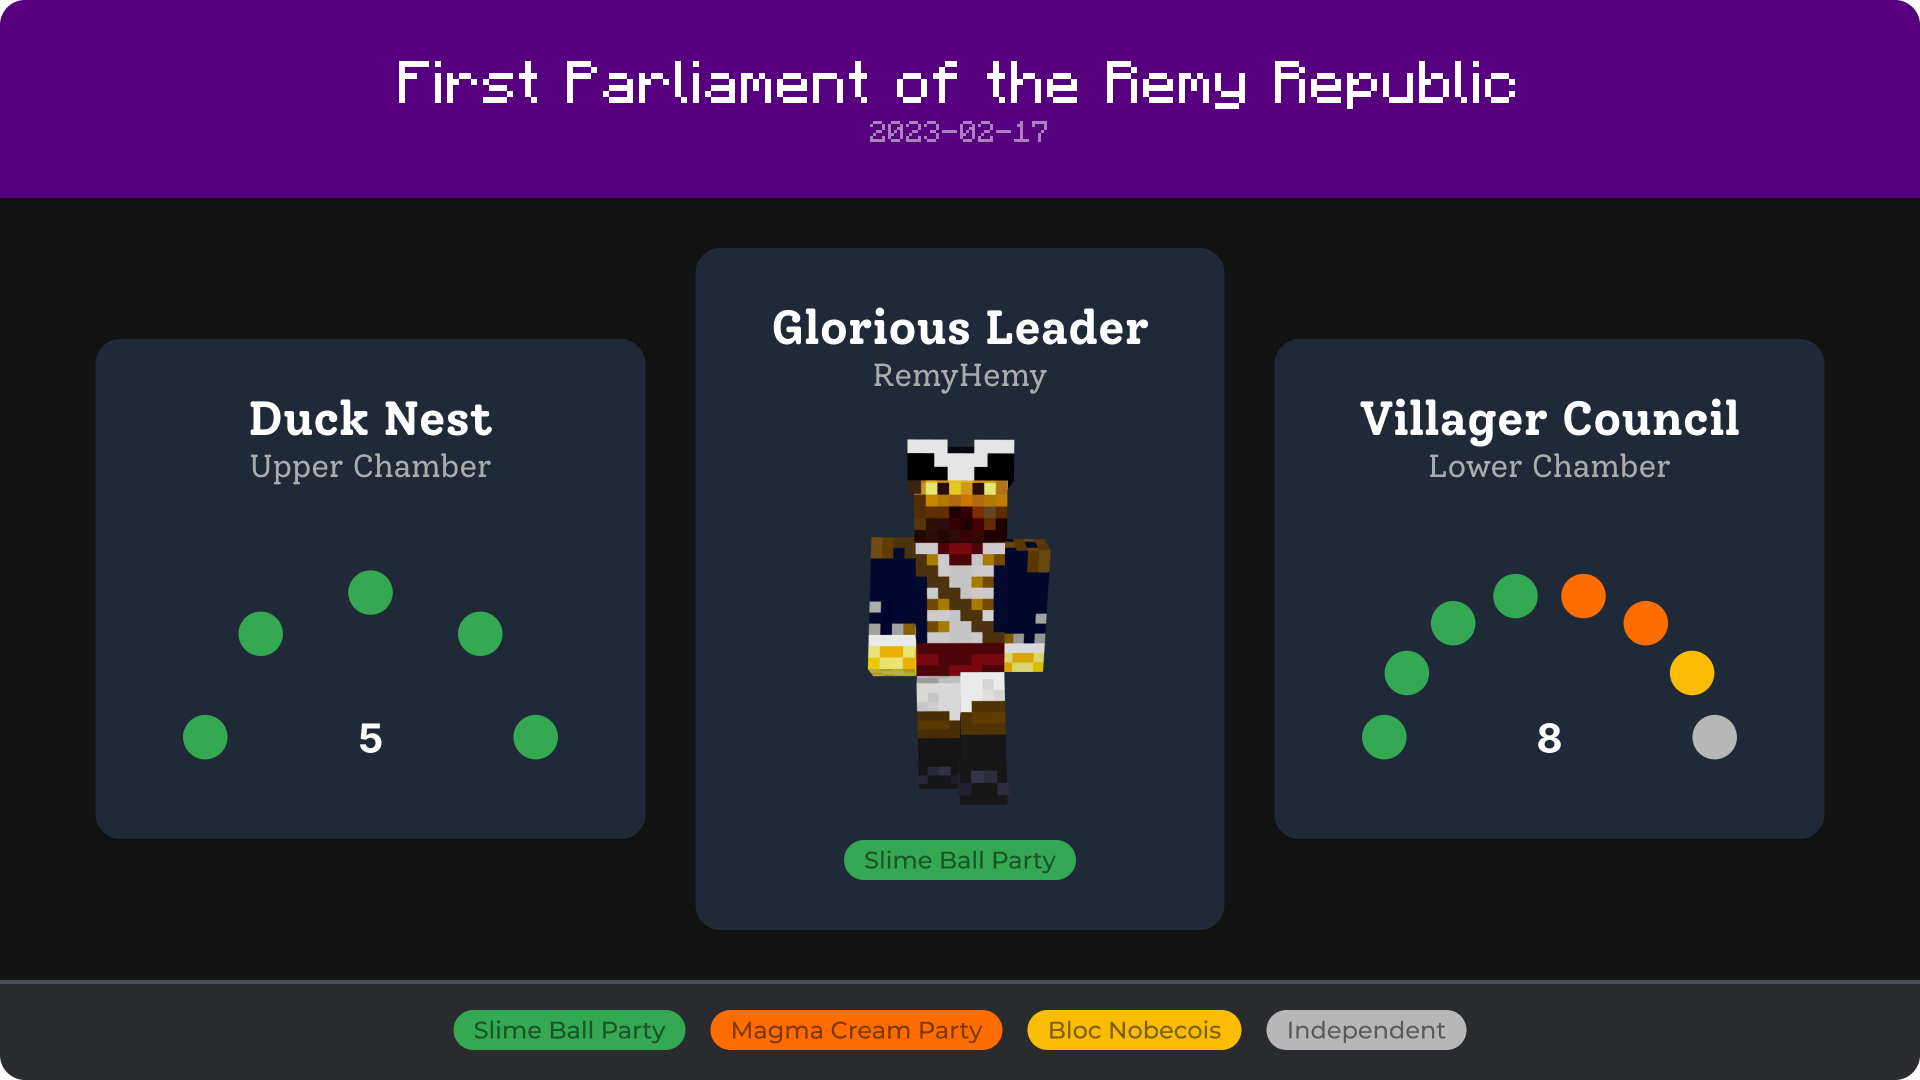 First Parliament of the Remy Republic
2023-02-17
Duck Nest
Upper Chamber
5
Glorious Leader
RemyHemy
Slime Ball Party
Villager Council
Lower Chamber
8
Slime Ball Party
Magma Cream Party
Bloc Nobecois
Independent